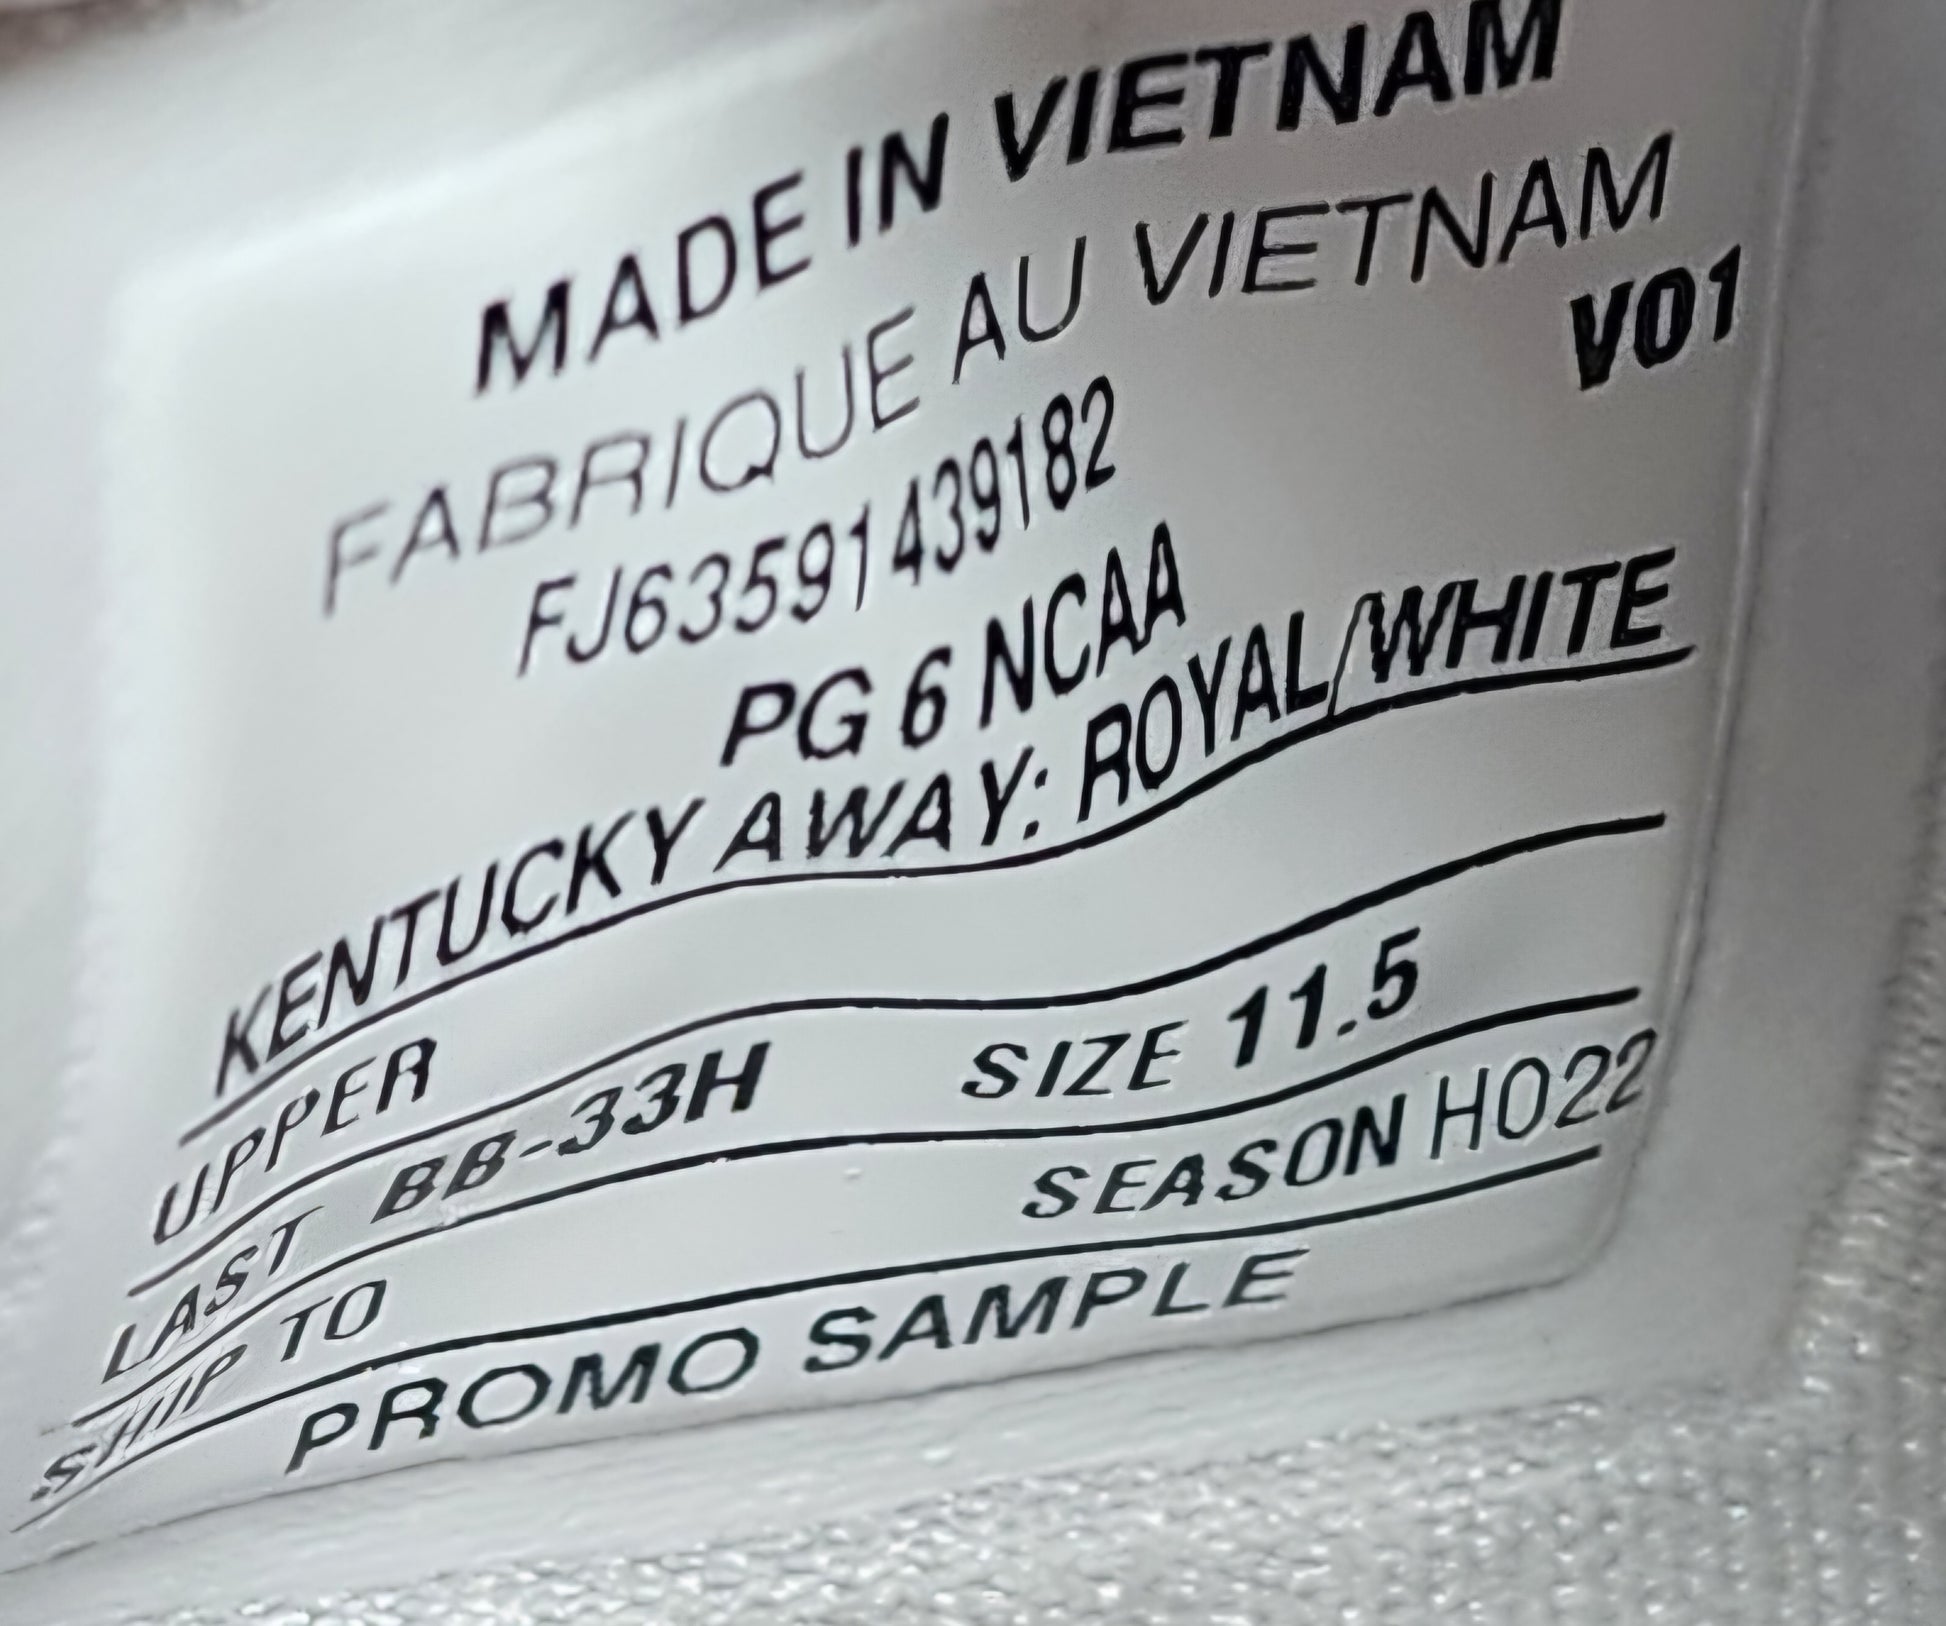 MADE IN VIETNAM
FABRIQUE AU VIETNAM
V01
FJ63591439182
PG 6 NCAA
KENTUCKY AWAY: ROYAL/WHITE
UPPER
LAST BB-33H SIZE 11.5
SHIP TO SEASON HO22
PROMO SAMPLE